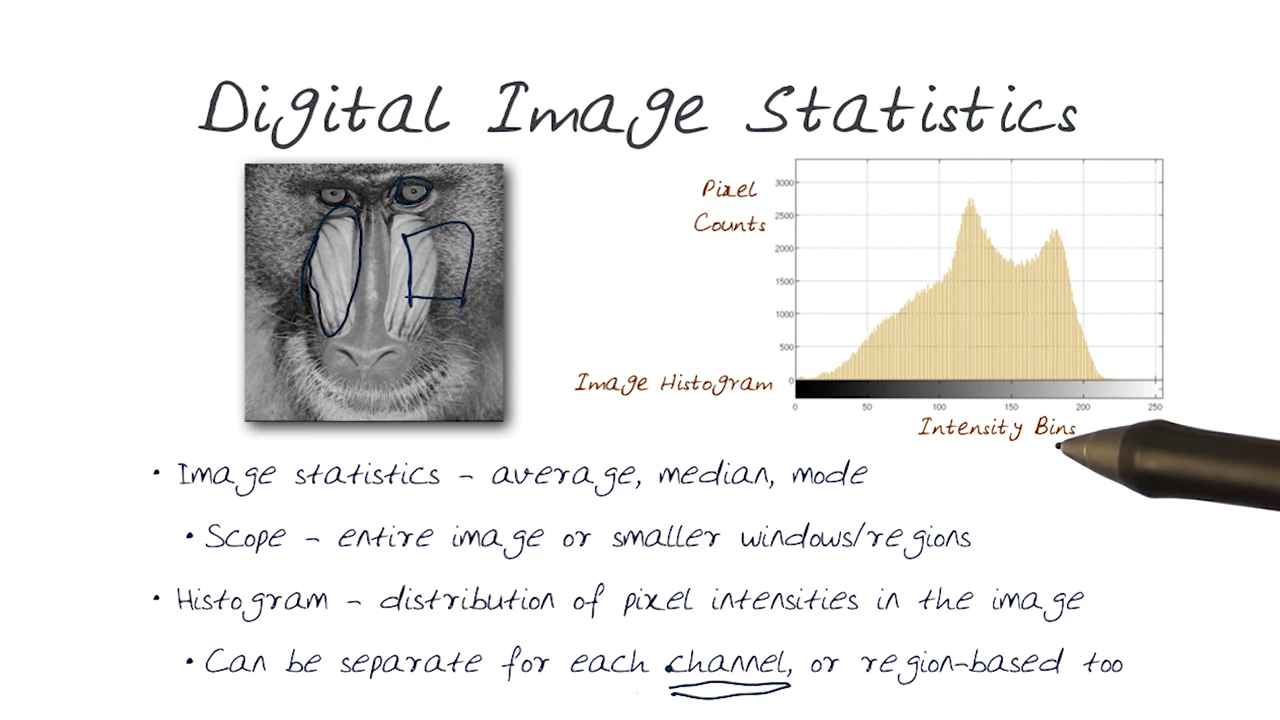 Digital Image Statistics
Pixel
Counts
3000
2500
2000
1500
1000
500
0
Image Histogram
0 50 100 150 200 250
Intensity Bins
• Image statistics - average, median, mode
• Scope - entire image or smaller windows/regions
• Histogram - distribution of pixel intensities in the image
• Can be separate for each channel, or region-based too